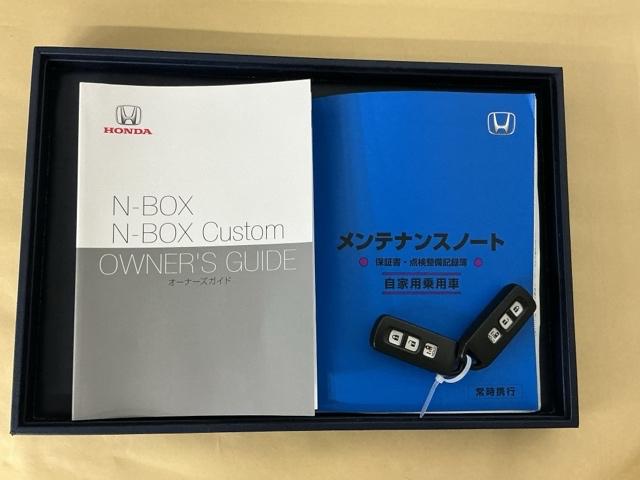 HONDA
N-BOX
N-BOX Custom
OWNER'S GUIDE
オーナーズガイド
メンテナンスノート
保証書・点検整備記録簿
自家用乗用車
常時携行